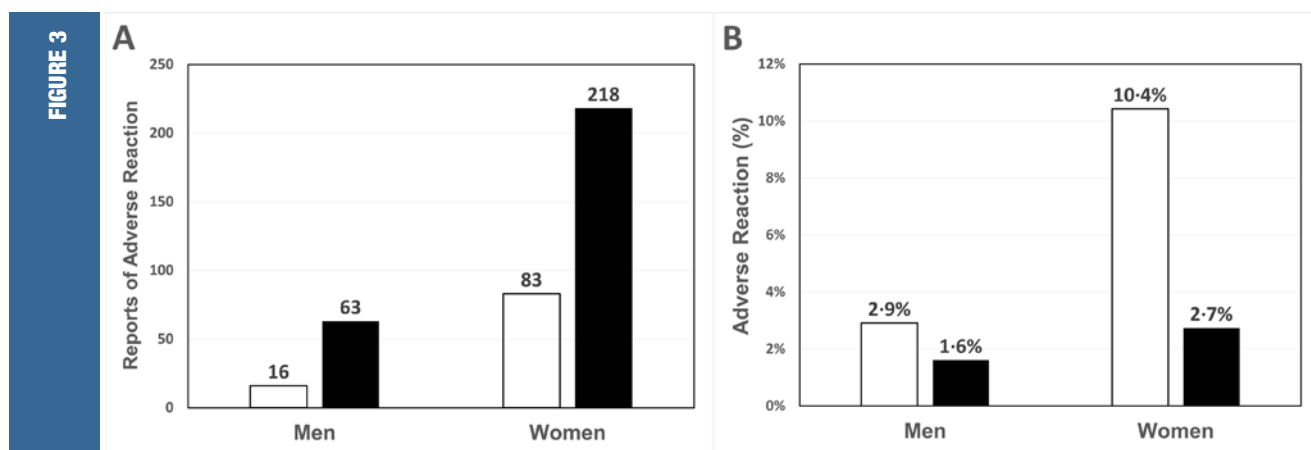 FIGURE 3
A
Reports of Adverse Reaction
250
200
150
100
50
0
16
63
83
218
Men
Women
B
Adverse Reaction (%)
12%
10%
8%
6%
4%
2%
0%
2·9%
1·6%
10·4%
2·7%
Men
Women